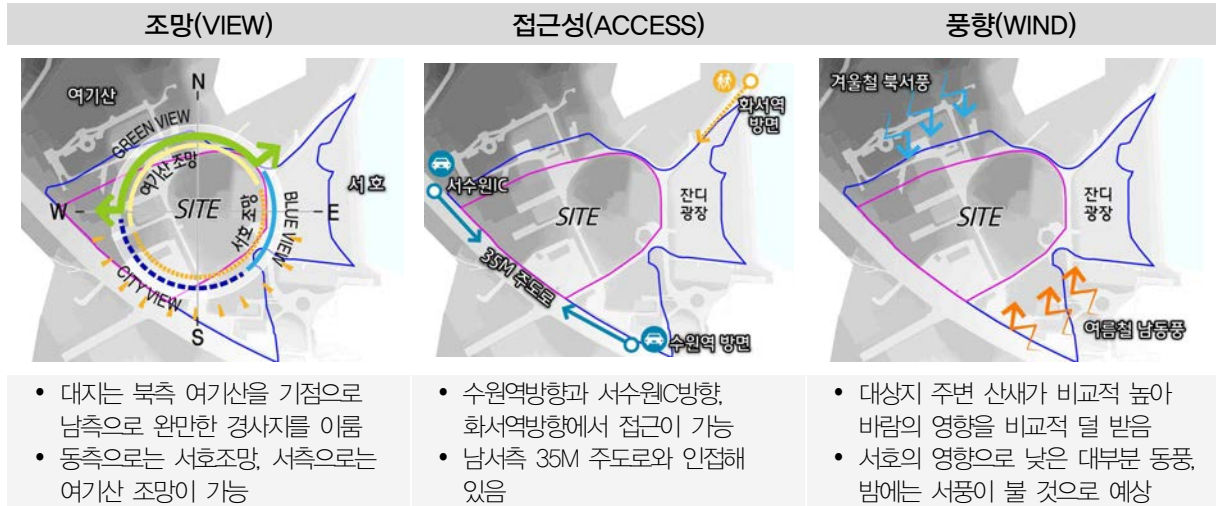 조망(VIEW)
여기산
N
GREEN VIEW
여기산 조망
서호
W
SITE
E
서호 조망
BLUE VIEW
CITY VIEW
S
• 대지는 북측 여기산을 기점으로
남측으로 완만한 경사지를 이룸
• 동측으로는 서호조망, 서측으로는
여기산 조망이 가능
접근성(ACCESS)
화서역
방면
서수원IC
잔디
광장
SITE
35M 주도로
수원역 방면
• 수원역방향과 서수원IC방향,
화서역방향에서 접근이 가능
• 남서측 35M 주도로와 인접해
있음
풍향(WIND)
겨울철 북서풍
잔디
광장
SITE
여름철 남동풍
• 대상지 주변 산새가 비교적 높아
바람의 영향을 비교적 덜 받음
• 서호의 영향으로 낮은 대부분 동풍,
밤에는 서풍이 불 것으로 예상